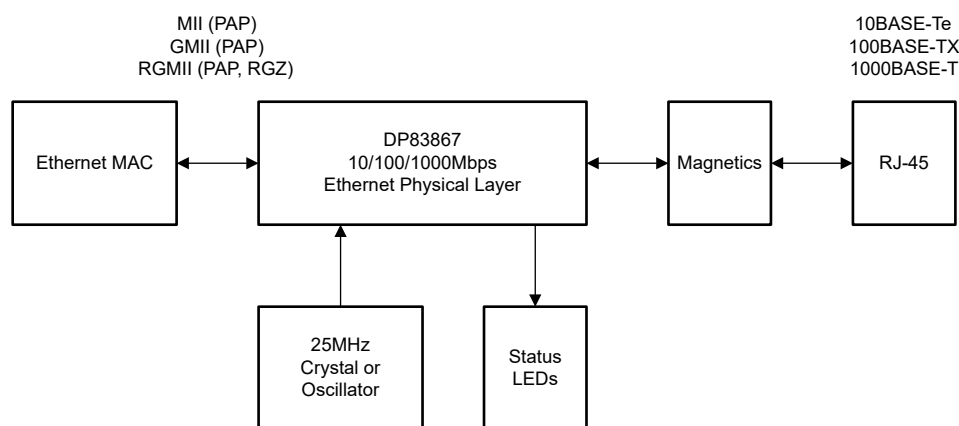 MII (PAP)
GMII (PAP)
RGMII (PAP, RGZ)
10BASE-Te
100BASE-TX
1000BASE-T
Ethernet MAC
DP83867
10/100/1000Mbps
Ethernet Physical Layer
Magnetics
RJ-45
25MHz
Crystal or
Oscillator
Status
LEDs